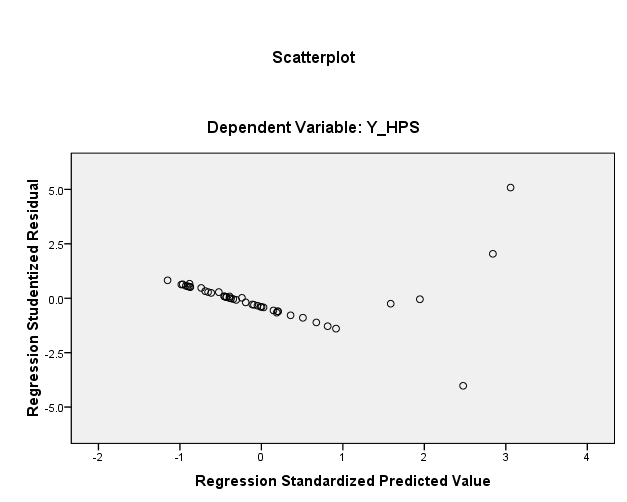 Scatterplot
Dependent Variable: Y_HPS
Regression Studentized Residual
5.0
2.5
0.0
-2.5
-5.0
-2 -1 0 1 2 3 4
Regression Standardized Predicted Value